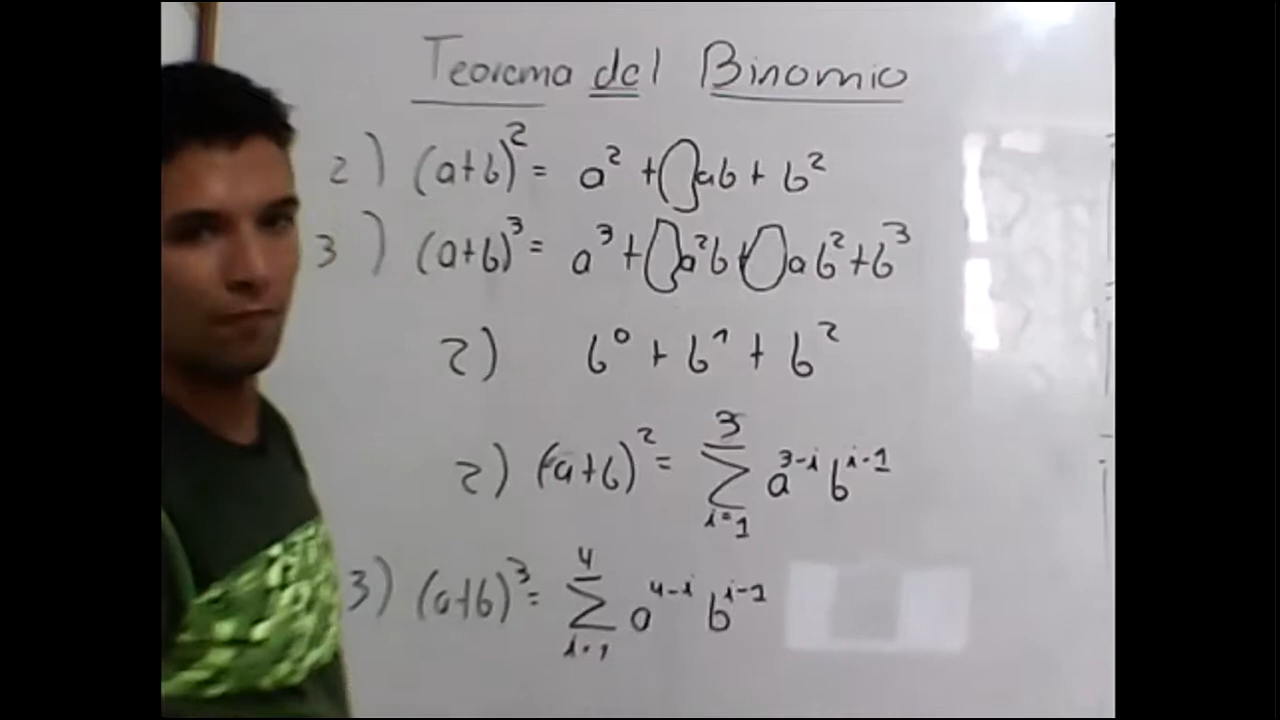 Teorema del Binomio
2) (a+b)² = a² + ab + b²
3) (a+b)³ = a³ + a²b + ab² + b³
2) b⁰ + b¹ + b²
2) (a+b)² = ∑_{i=1}^{3} a^{3-i} b^{i-1}
3) (a+b)³ = ∑_{i=1}^{4} a^{4-i} b^{i-1}